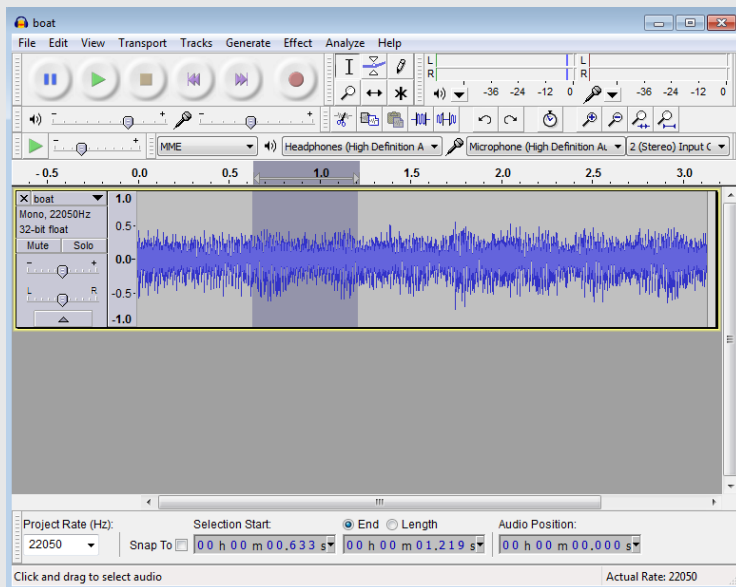 boat
File Edit View Transport Tracks Generate Effect Analyze Help
L
R
-36 -24 -12 0
L
R
-36 -24 -12 0
MME Headphones (High Definition A Microphone (High Definition Au 2 (Stereo) Input C
-0.5 0.0 0.5 1.0 1.5 2.0 2.5 3.0
boat
Mono, 22050Hz
32-bit float
Mute Solo
- +
L R
1.0
0.5-
0.0-
-0.5-
-1.0
Project Rate (Hz): Selection Start: End Length Audio Position:
22050 Snap To 00 h 00 m 00.633 s 00 h 00 m 01.219 s 00 h 00 m 00.000 s
Click and drag to select audio Actual Rate: 22050